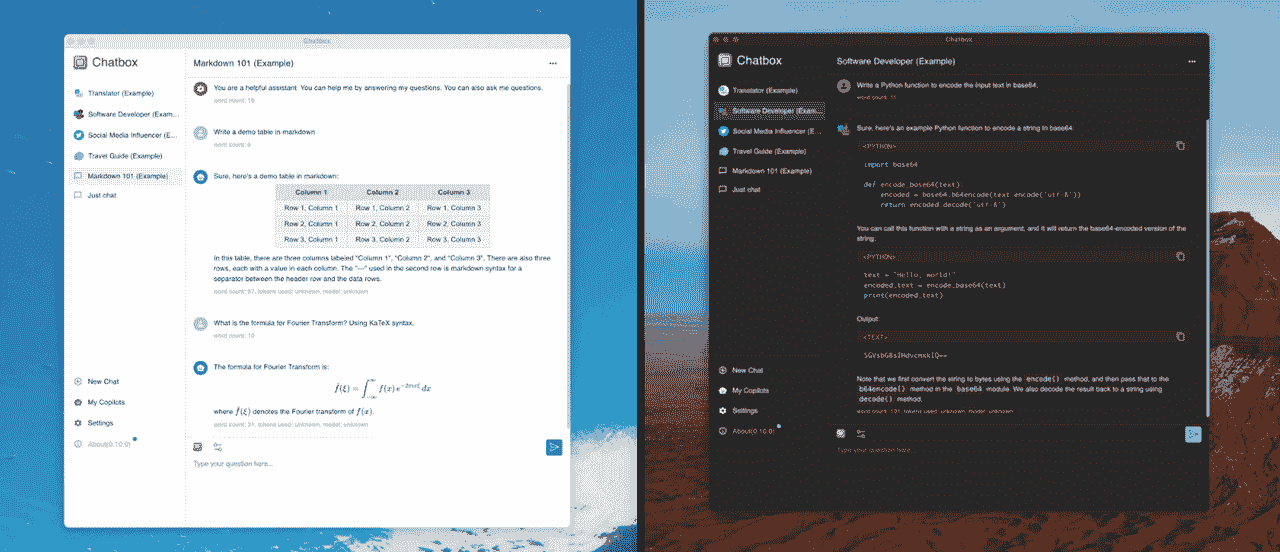 Chatbox
Chatbox
Translator (Example)
Software Developer (Exam...
Social Media Influencer (E...
Travel Guide (Example)
Markdown 101 (Example)
Just chat
New Chat
My Copilots
Settings
About(0.10.0)
Markdown 101 (Example)
You are a helpful assistant. You can help me by answering my questions. You can also ask me questions.
word count:
Write a demo table in markdown
word count:
Sure, here's a demo table in markdown:
Column 1 Column 2 Column 3
Row 1, Column 1 Row 1, Column 2 Row 1, Column 3
Row 2, Column 1 Row 2, Column 2 Row 2, Column 3
Row 3, Column 1 Row 3, Column 2 Row 3, Column 3
In this table, there are three columns labeled "Column 1", "Column 2", and "Column 3". There are also three
rows, each with a value in each column. The "---" used in the second row is markdown syntax for a
separator between the header row and the data rows.
word count: tokens used: unknown, model: unknown
What is the formula for Fourier Transform? Using KaTeX syntax.
word count: 10
The formula for Fourier Transform is:
f̂(ξ) = ∫_{-∞}^{∞} f(x) e^{-2πixξ} dx
where f̂(ξ) denotes the Fourier transform of f(x).
word count: tokens used: unknown, model: unknown
Type your question here...
Chatbox
Chatbox
Translator (Example)
Software Developer (Exam...
Social Media Influencer (E...
Travel Guide (Example)
Markdown 101 (Example)
Just chat
New Chat
My Copilots
Settings
About(0.10.0)
Software Developer (Example)
Write a Python function to encode the input text in base64.
word count: 11
Sure, here's an example Python function to encode a string in base64:
<PYTHON>
import base64
def encode_base64(text):
encoded = base64.b64encode(text.encode('utf-8'))
return encoded.decode('utf-8')
You can call this function with a string as an argument, and it will return the base64-encoded version of the
string:
<PYTHON>
text = "Hello, world!"
encoded_text = encode_base64(text)
print(encoded_text)
Output:
<TEXT>
Note that we first convert the string to bytes using the encode() method, and then pass that to the
b64encode() method in the base64 module. We also decode the result back to a string using
decode() method.
word count: tokens used: unknown, model: unknown
Type your question here...